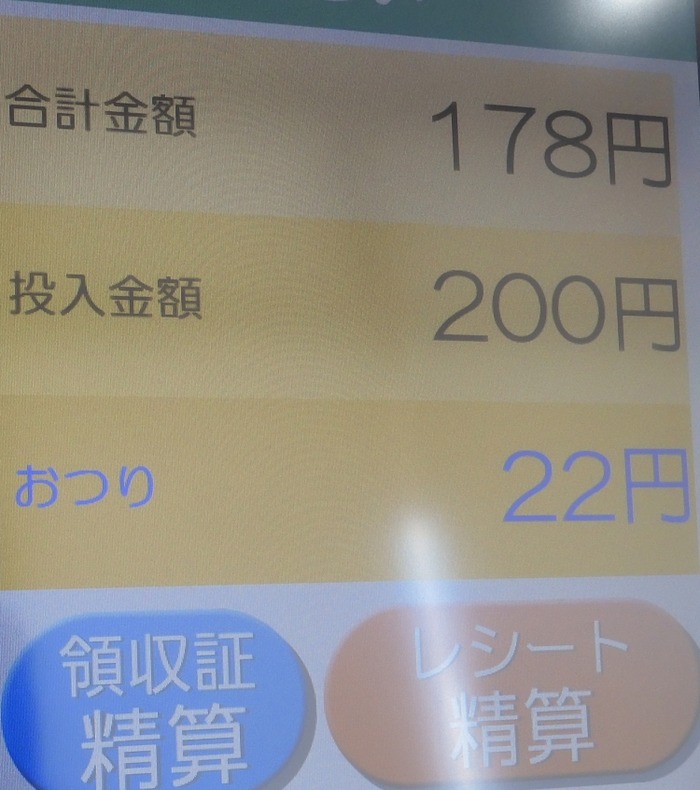 合計金額 178円
投入金額 200円
おつり 22円
領収証 レシート
精算 精算